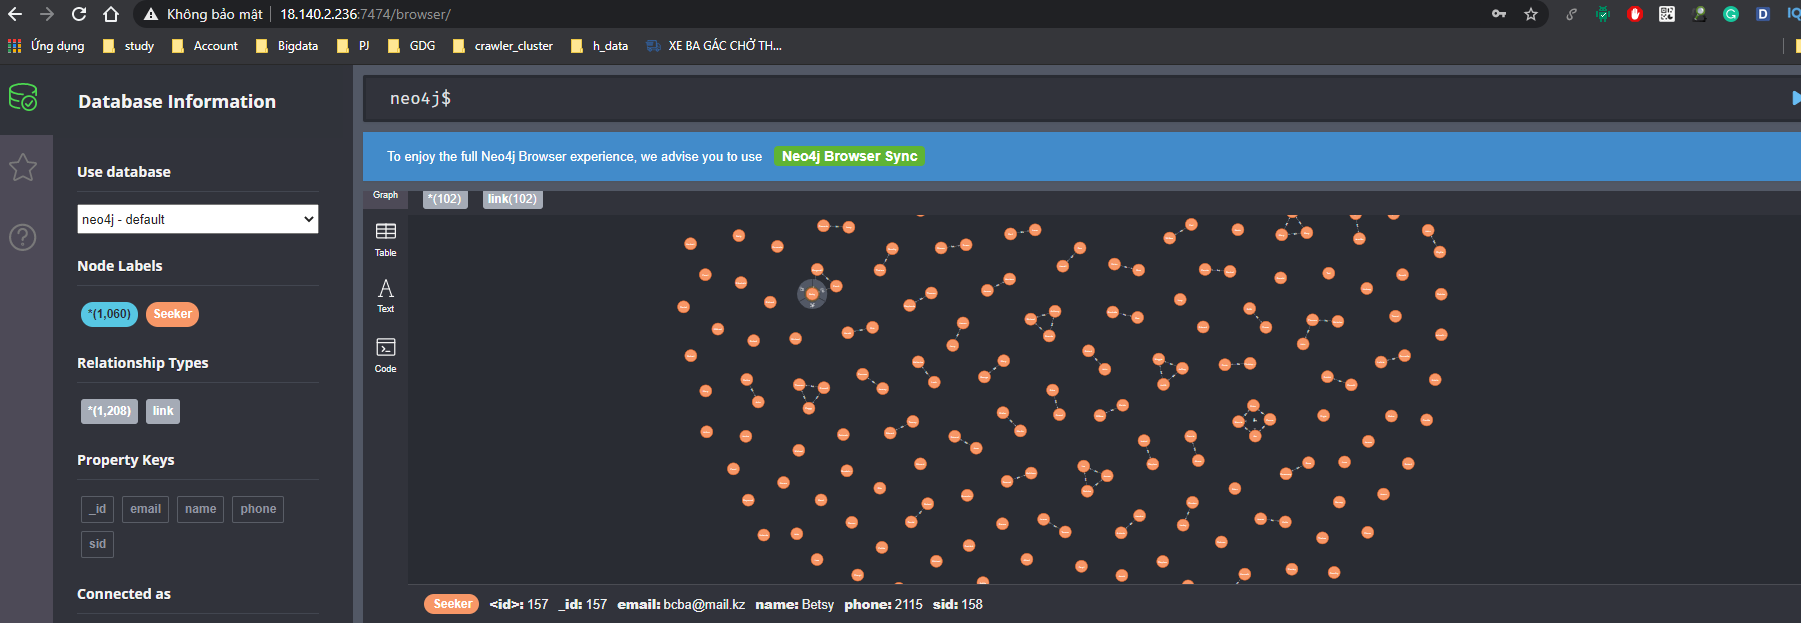 Không bảo mật 18.140.2.236:7474/browser/
Ứng dụng study Account Bigdata PJ GDG crawler_cluster h_data XE BA GÁC CHỞ TH...
Database Information
neo4j$
To enjoy the full Neo4j Browser experience, we advise you to use Neo4j Browser Sync
Use database
neo4j - default
Graph
*(102) link(102)
Table
Text
Code
Node Labels
*(1,060) Seeker
Relationship Types
*(1,208) link
Property Keys
_id email name phone
sid
Connected as
Seeker <id>: 157 _id: 157 email: bcba@mail.kz name: Betsy phone: 2115 sid: 158